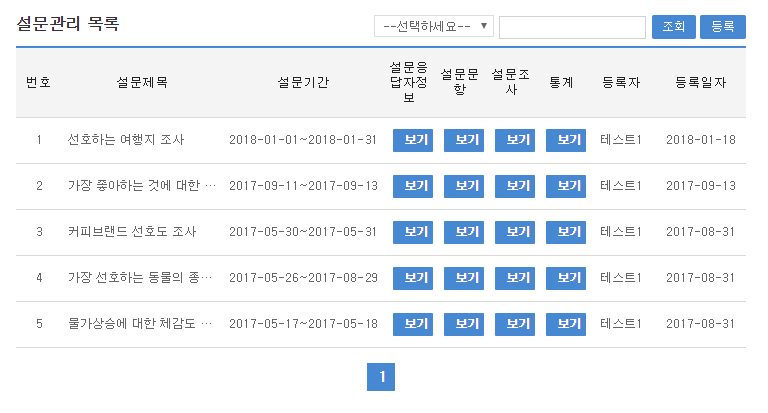 설문관리 목록 --선택하세요-- 조회 등록
번호 설문제목 설문기간 설문응답자정보 설문문항 설문조사 통계 등록자 등록일자
1 선호하는 여행지 조사 2018-01-01~2018-01-31 보기 보기 보기 보기 테스트1 2018-01-18
2 가장 좋아하는 것에 대한 … 2017-09-11~2017-09-13 보기 보기 보기 보기 테스트1 2017-09-13
3 커피브랜드 선호도 조사 2017-05-30~2017-05-31 보기 보기 보기 보기 테스트1 2017-08-31
4 가장 선호하는 동물의 종… 2017-05-26~2017-08-29 보기 보기 보기 보기 테스트1 2017-08-31
5 물가상승에 대한 체감도 … 2017-05-17~2017-05-18 보기 보기 보기 보기 테스트1 2017-08-31
1